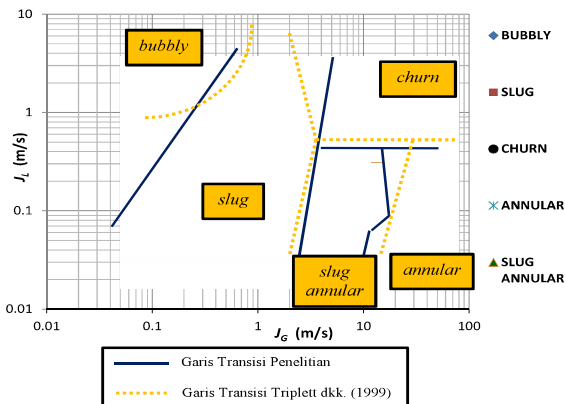 10
1
0.1
0.01
J_L (m/s)
0.01
0.1
1
10
100
J_G (m/s)
bubbly
churn
slug
slug
annular
annular
BUBBLY
SLUG
CHURN
ANNULAR
SLUG
ANNULAR
Garis Transisi Penelitian
Garis Transisi Triplett dkk. (1999)